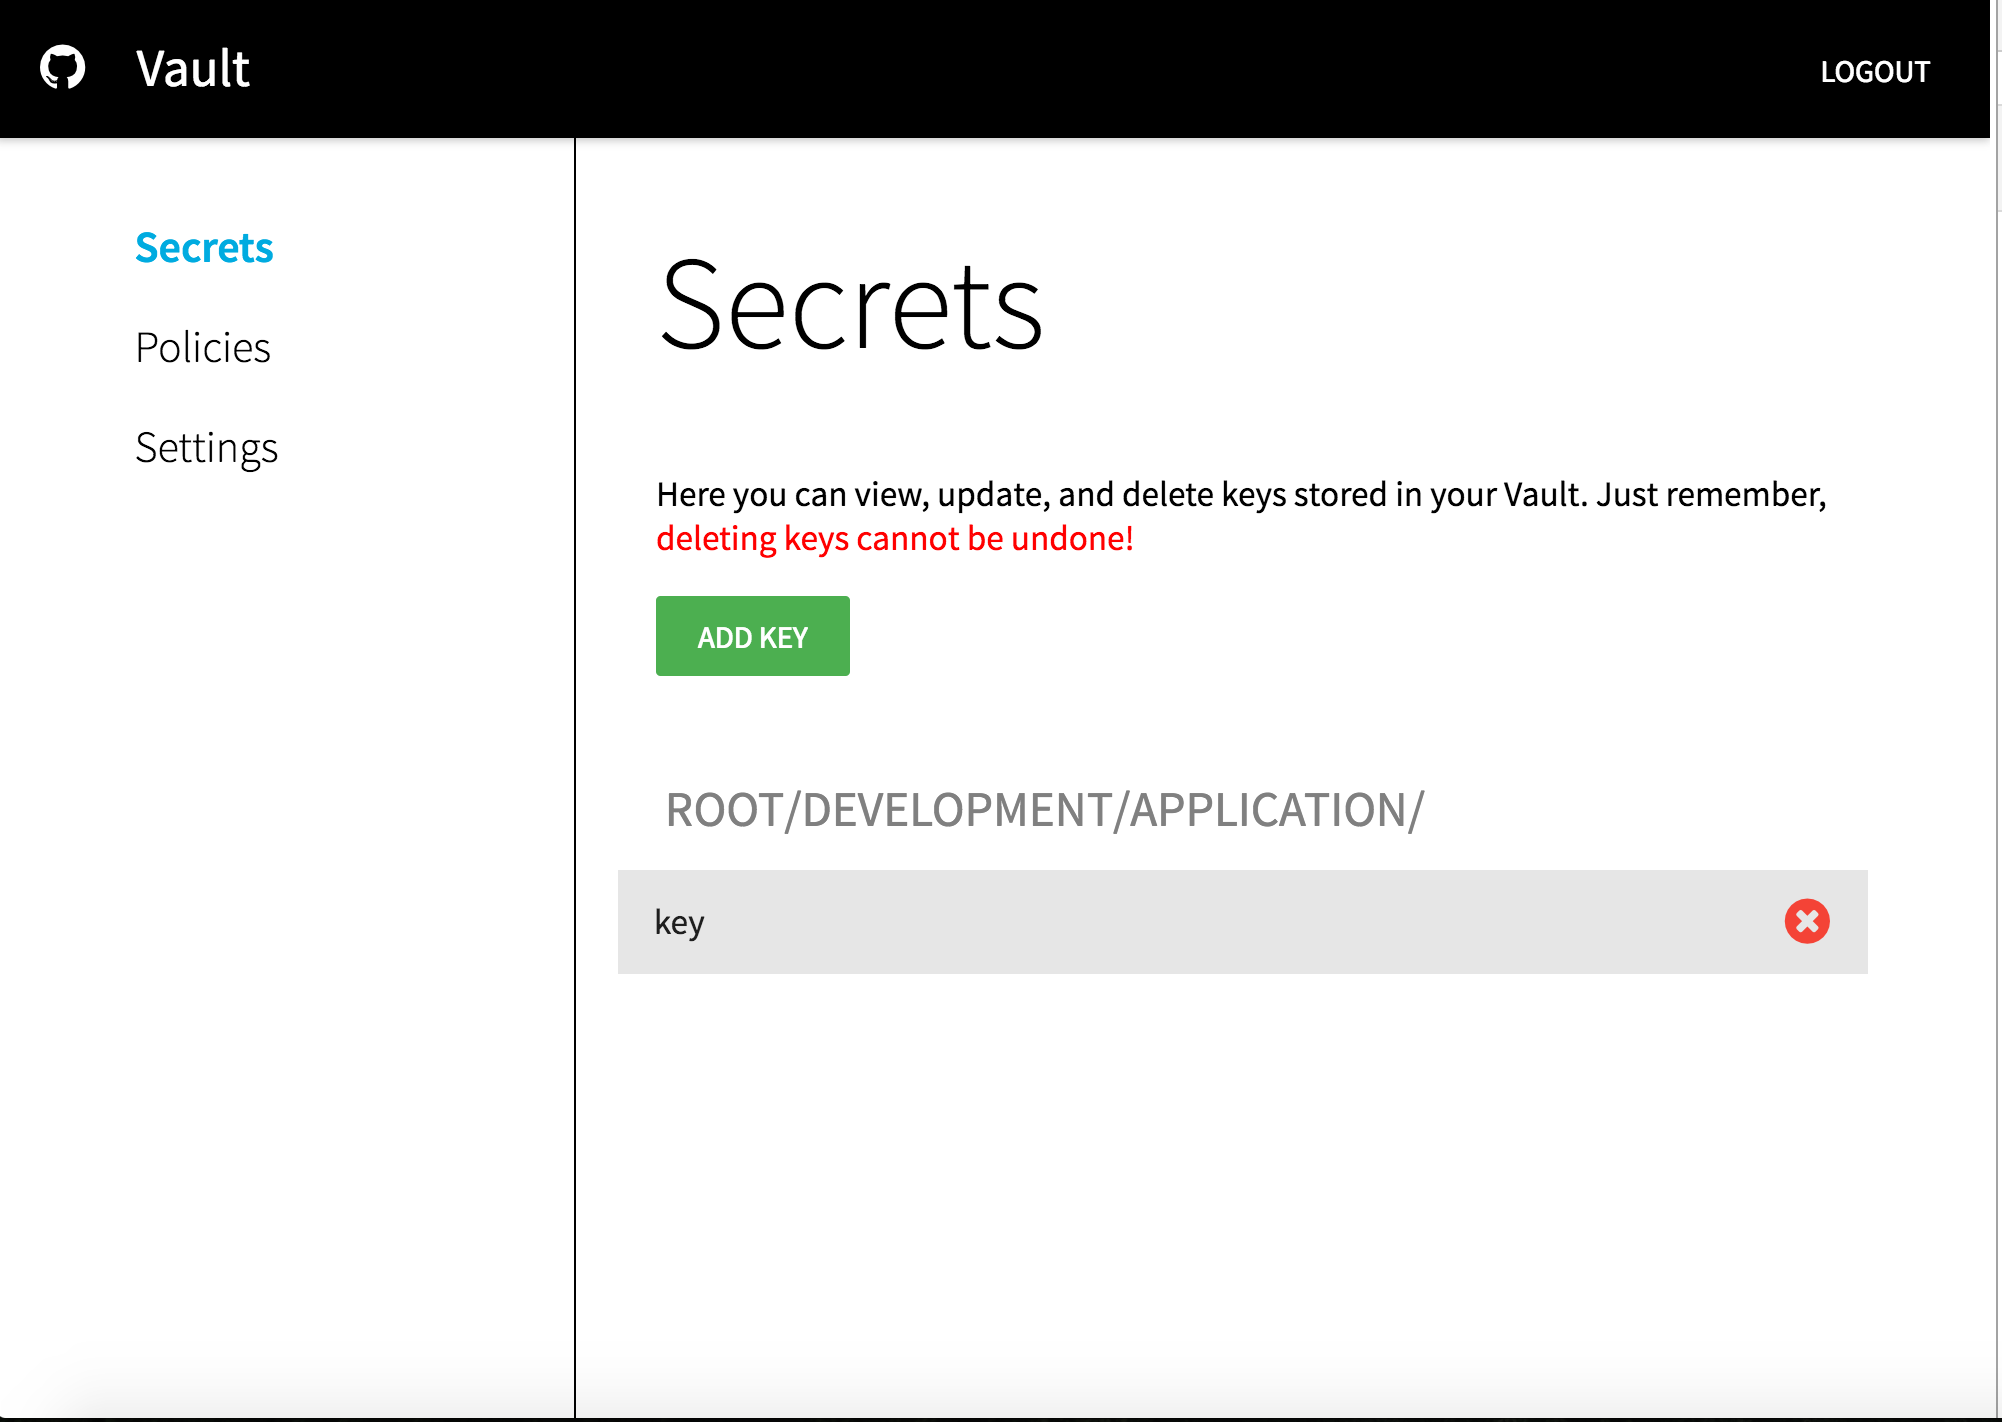 Vault
LOGOUT
Secrets
Policies
Settings
Secrets
Here you can view, update, and delete keys stored in your Vault. Just remember,
deleting keys cannot be undone!
ADD KEY
ROOT/DEVELOPMENT/APPLICATION/
key